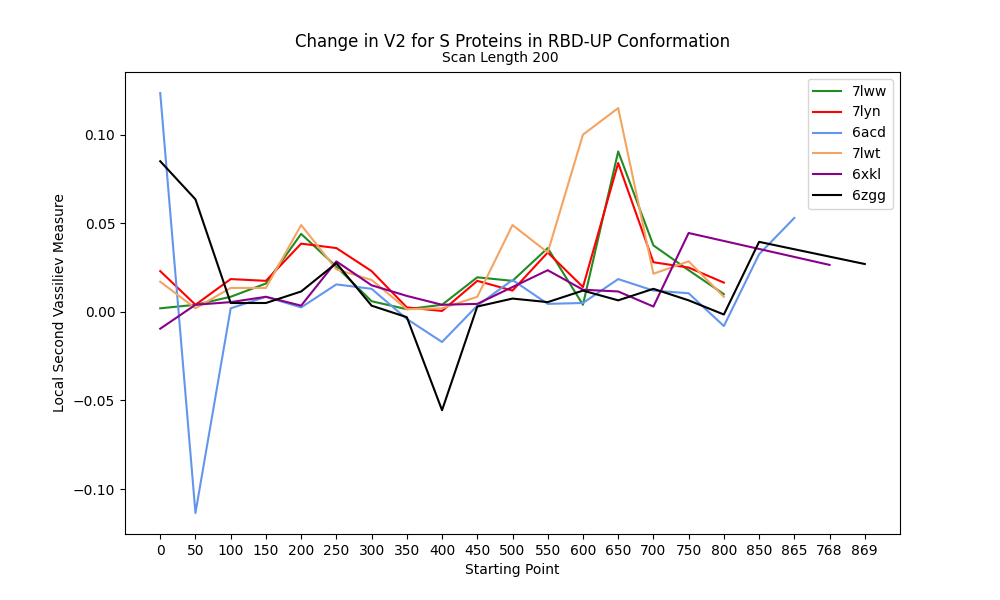 Change in V2 for S Proteins in RBD-UP Conformation
Scan Length 200
7lww
7lyn
6acd
7lwt
6xkl
6zgg
0.10
0.05
0.00
−0.05
−0.10
Local Second Vassiliev Measure
0 50 100 150 200 250 300 350 400 450 500 550 600 650 700 750 800 850 865 768 869
Starting Point